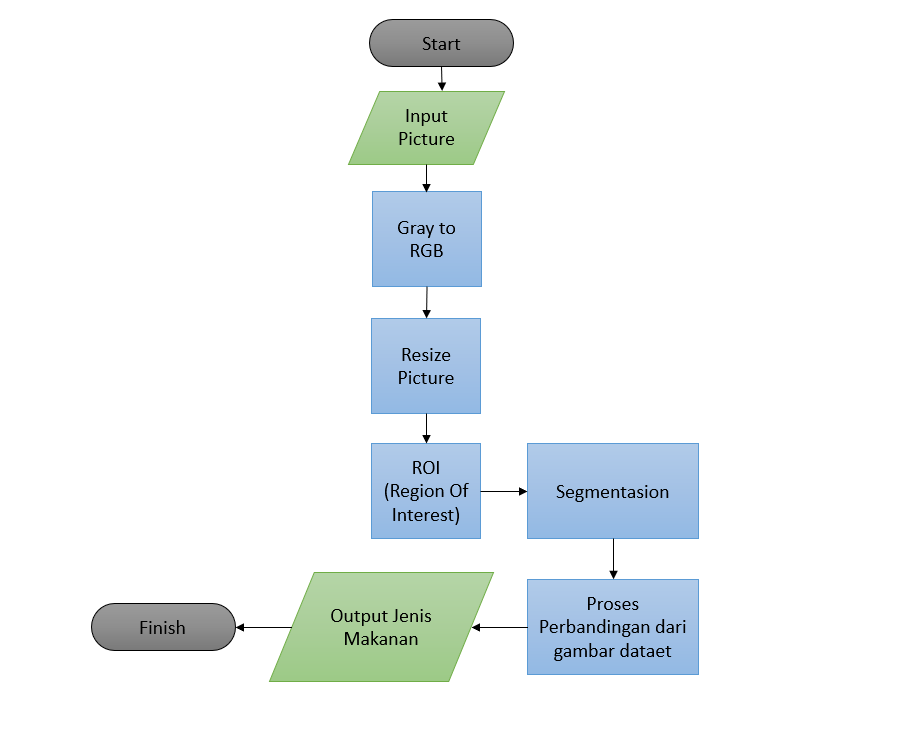 Start
Input
Picture
Gray to
RGB
Resize
Picture
ROI
(Region Of
Interest)
Segmentasion
Proses
Perbandingan dari
gambar dataet
Output Jenis
Makanan
Finish